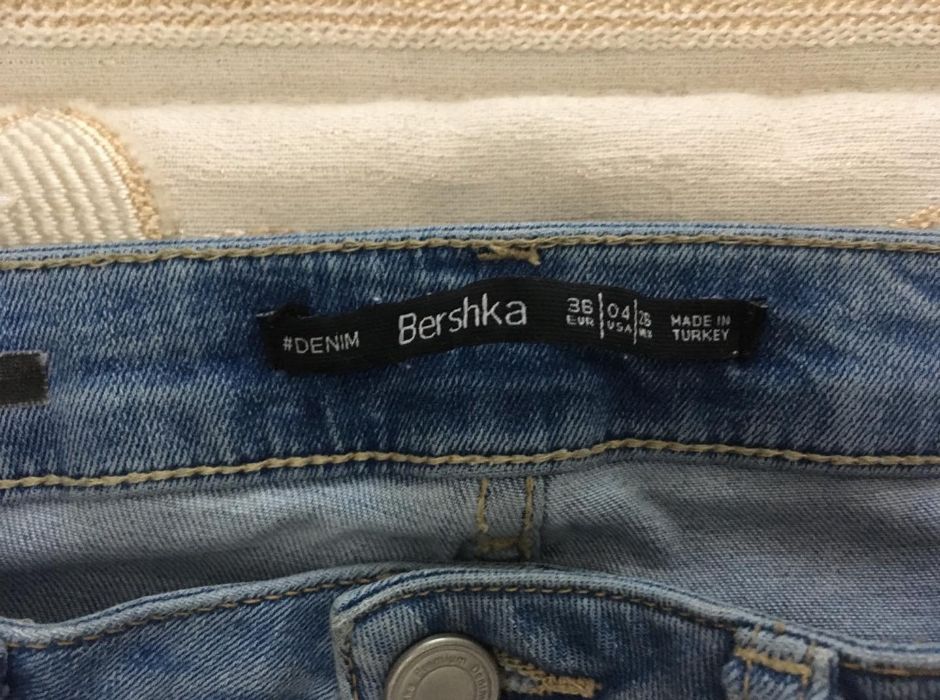 #DENIM
Bershka
36 04 26
EUR USA MEX
MADE IN
TURKEY